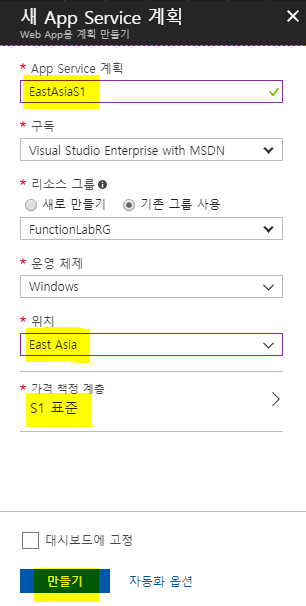 새 App Service 계획
Web App용 계획 만들기
* App Service 계획
EastAsiaS1
* 구독
Visual Studio Enterprise with MSDN
* 리소스 그룹
새로 만들기 기존 그룹 사용
FunctionLabRG
* 운영 체제
Windows
* 위치
East Asia
* 가격 책정 계층
S1 표준
대시보드에 고정
만들기 자동화 옵션